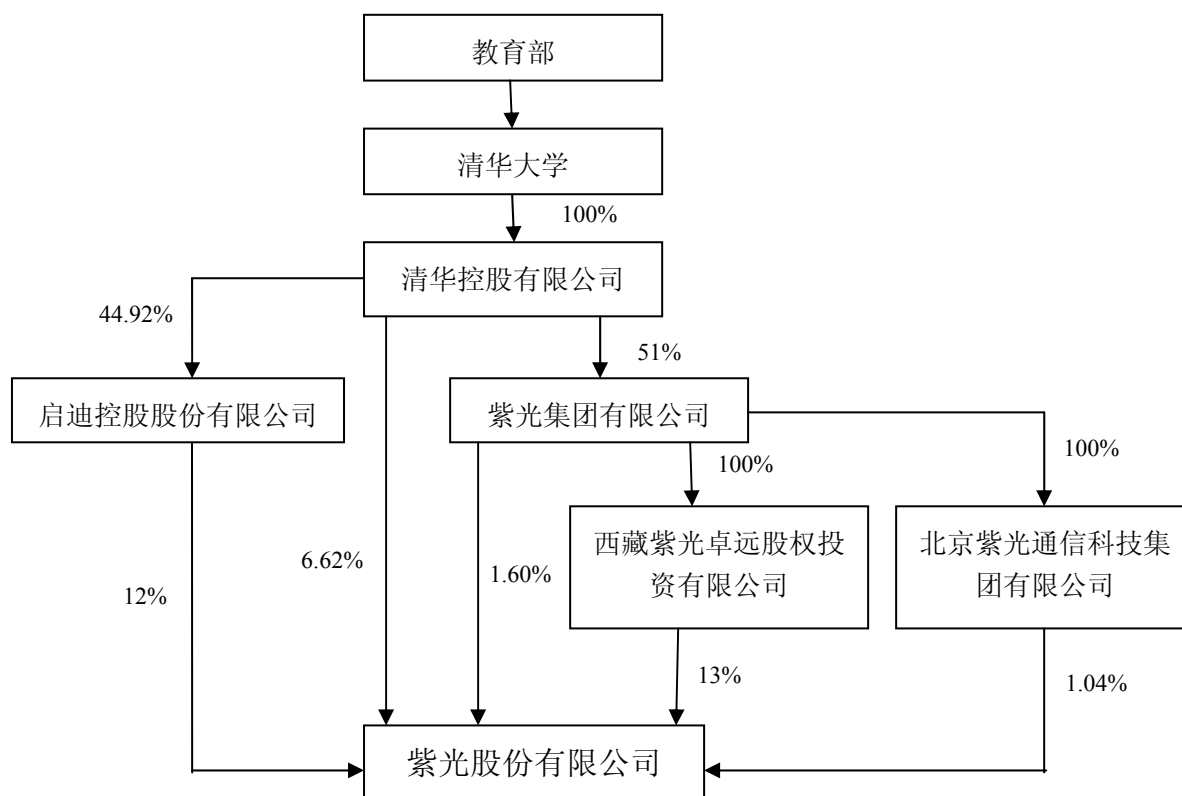 教育部
清华大学
100%
清华控股有限公司
44.92%
51%
启迪控股股份有限公司
紫光集团有限公司
100%
100%
西藏紫光卓远股权投
资有限公司
北京紫光通信科技集
团有限公司
12%
6.62%
1.60%
13%
1.04%
紫光股份有限公司